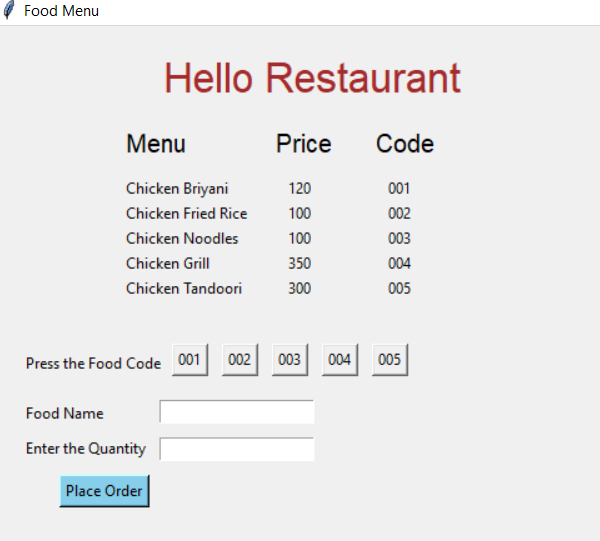 Food Menu
Hello Restaurant
Menu Price Code
Chicken Briyani 120 001
Chicken Fried Rice 100 002
Chicken Noodles 100 003
Chicken Grill 350 004
Chicken Tandoori 300 005
Press the Food Code 001 002 003 004 005
Food Name
Enter the Quantity
Place Order